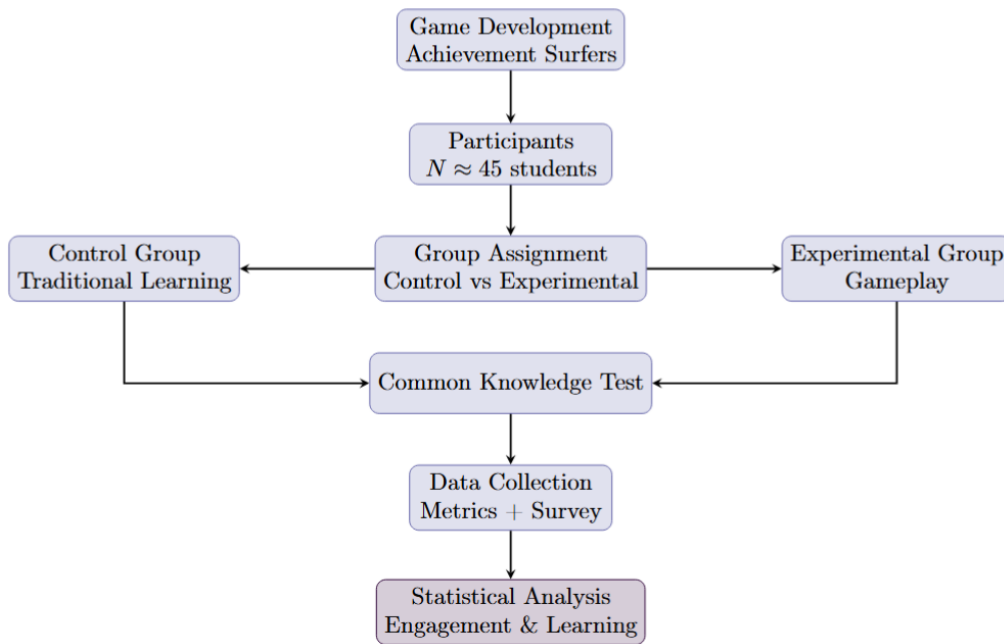 Game Development
Achievement Surfers
Participants
N ≈ 45 students
Control Group
Traditional Learning
Group Assignment
Control vs Experimental
Experimental Group
Gameplay
Common Knowledge Test
Data Collection
Metrics + Survey
Statistical Analysis
Engagement & Learning